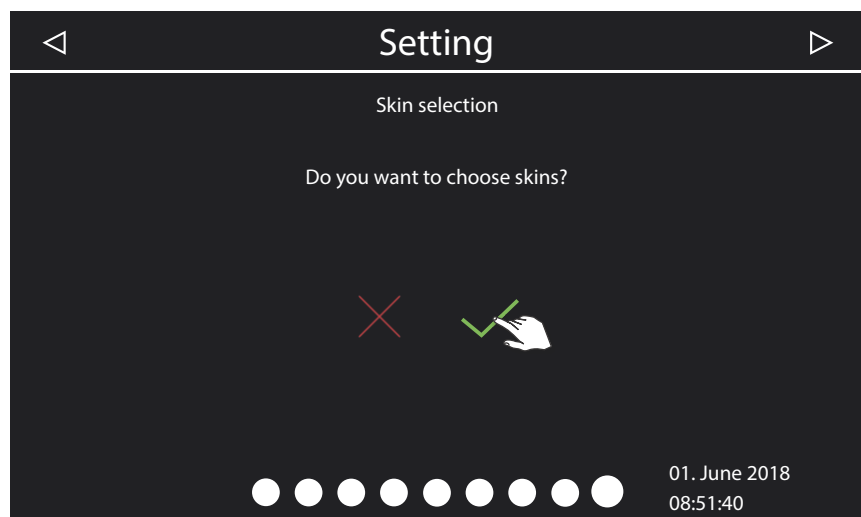 Setting
Skin selection
Do you want to choose skins?
01. June 2018
08:51:40